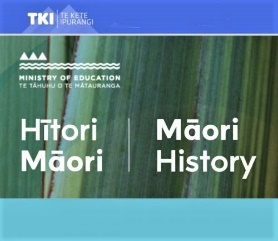 TKI | TE KETE IPURANGI
MINISTRY OF EDUCATION
TE TĀHUHU O TE MĀTAURANGA
Hītori Māori
Māori History